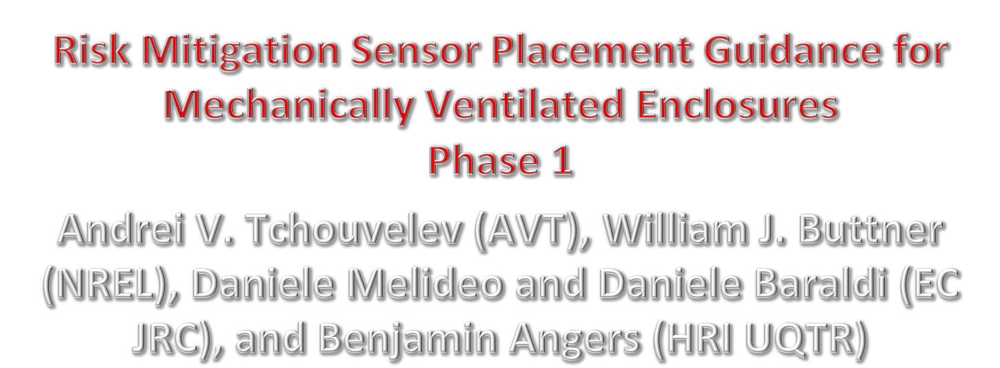 Risk Mitigation Sensor Placement Guidance for
Mechanically Ventilated Enclosures
Phase 1
Andrei V. Tchouvelev (AVT), William J. Buttner
(NREL), Daniele Melideo and Daniele Baraldi (EC
JRC), and Benjamin Angers (HRI UQTR)